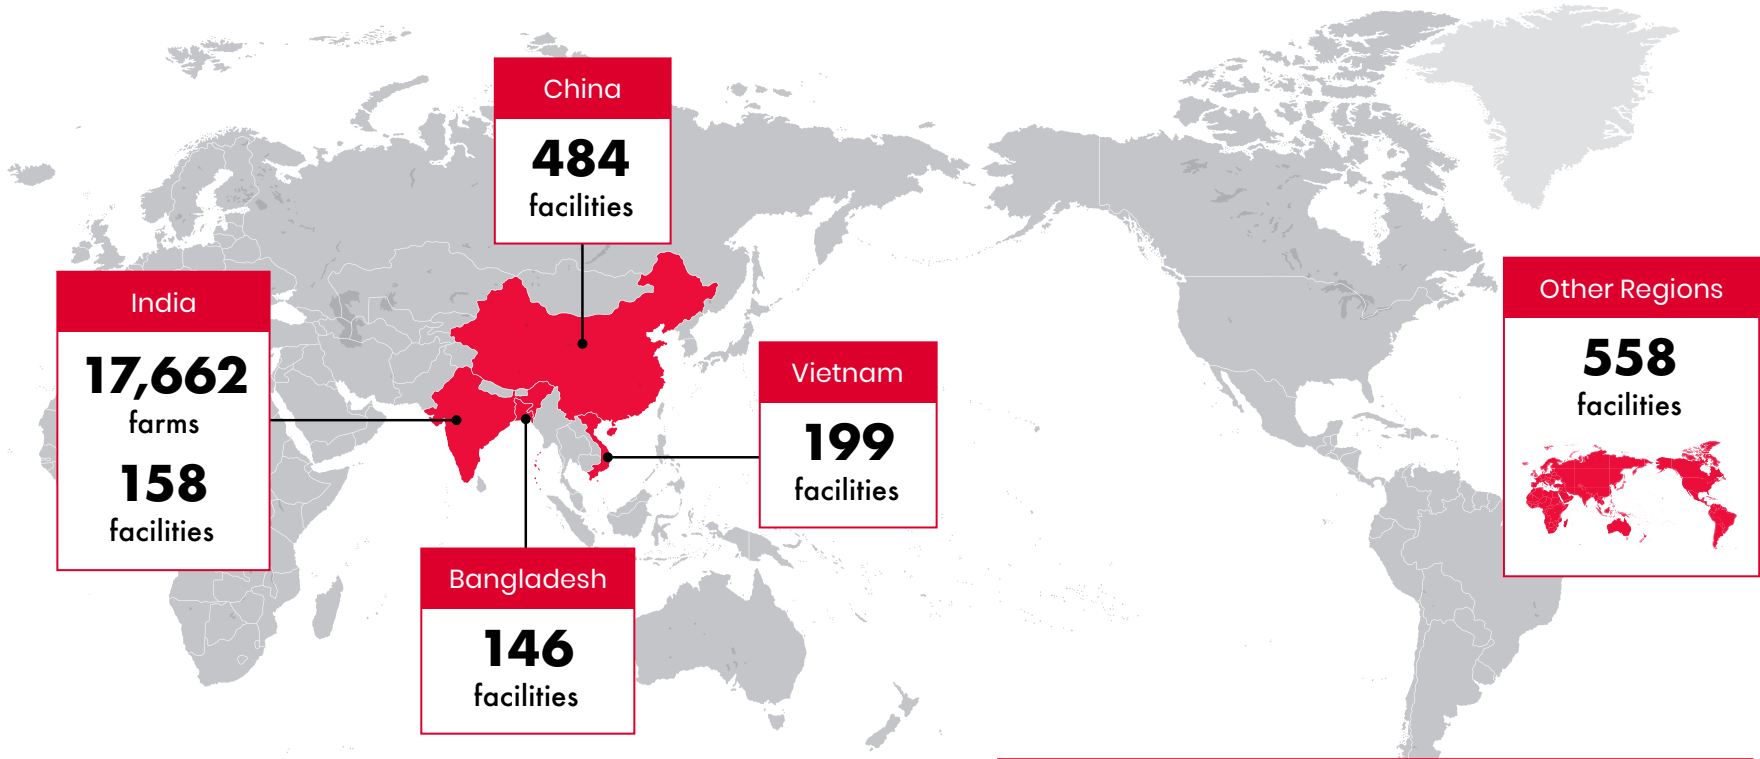 China
484
facilities
India
17,662
farms
158
facilities
Vietnam
199
facilities
Bangladesh
146
facilities
Other Regions
558
facilities